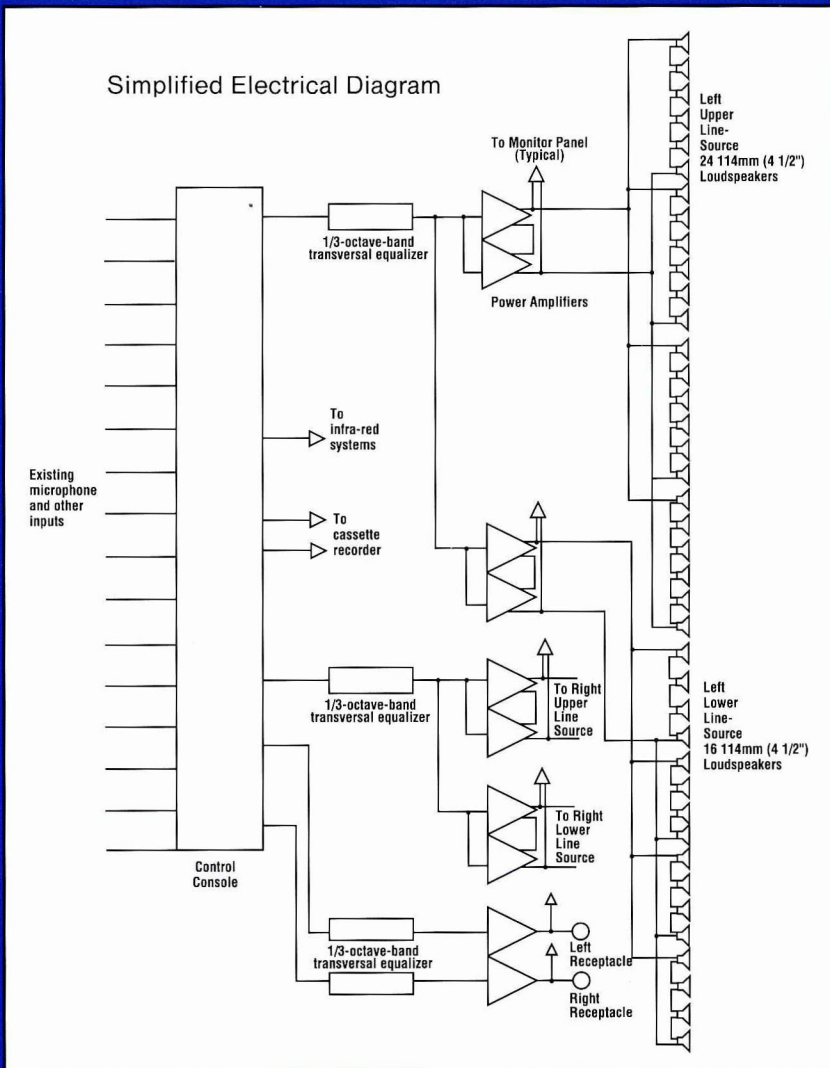 Simplified Electrical Diagram
To Monitor Panel
(Typical)
Left
Upper
Line-
Source
24 114mm (4 1/2")
Loudspeakers
1/3-octave-band
transversal equalizer
Power Amplifiers
To
infra-red
systems
Existing
microphone
and other
inputs
To
cassette
recorder
1/3-octave-band
transversal equalizer
To Right
Upper
Line
Source
Left
Lower
Line-
Source
16 114mm (4 1/2")
Loudspeakers
To Right
Lower
Line
Source
Control
Console
1/3-octave-band
transversal equalizer
Left
Receptacle
Right
Receptacle